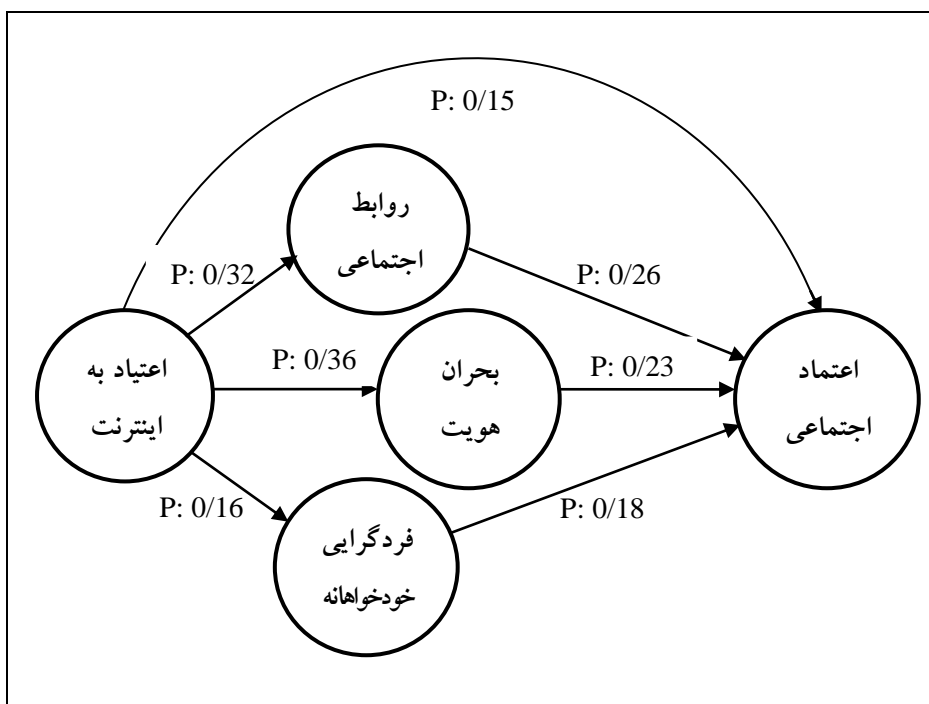 P: 0/15
روابط
اجتماعی
P: 0/32
P: 0/26
اعتیاد به
اینترنت
P: 0/36
بحران
هویت
P: 0/23
اعتماد
اجتماعی
P: 0/16
فردگرایی
خودخواهانه
P: 0/18